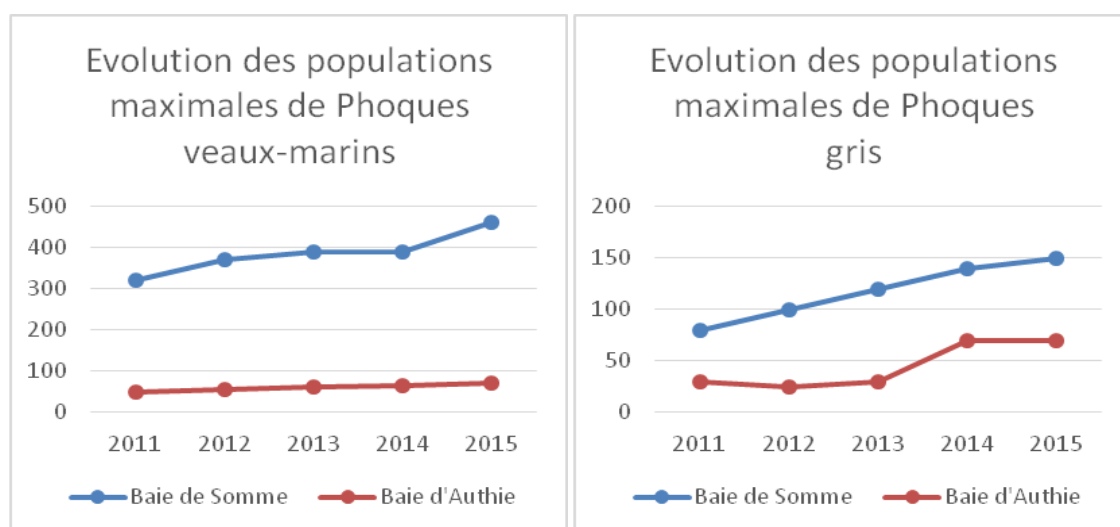 Evolution des populations
maximales de Phoques
veaux-marins
500
400
300
200
100
0
2011 2012 2013 2014 2015
Baie de Somme Baie d'Authie
Evolution des populations
maximales de Phoques
gris
200
150
100
50
0
2011 2012 2013 2014 2015
Baie de Somme Baie d'Authie